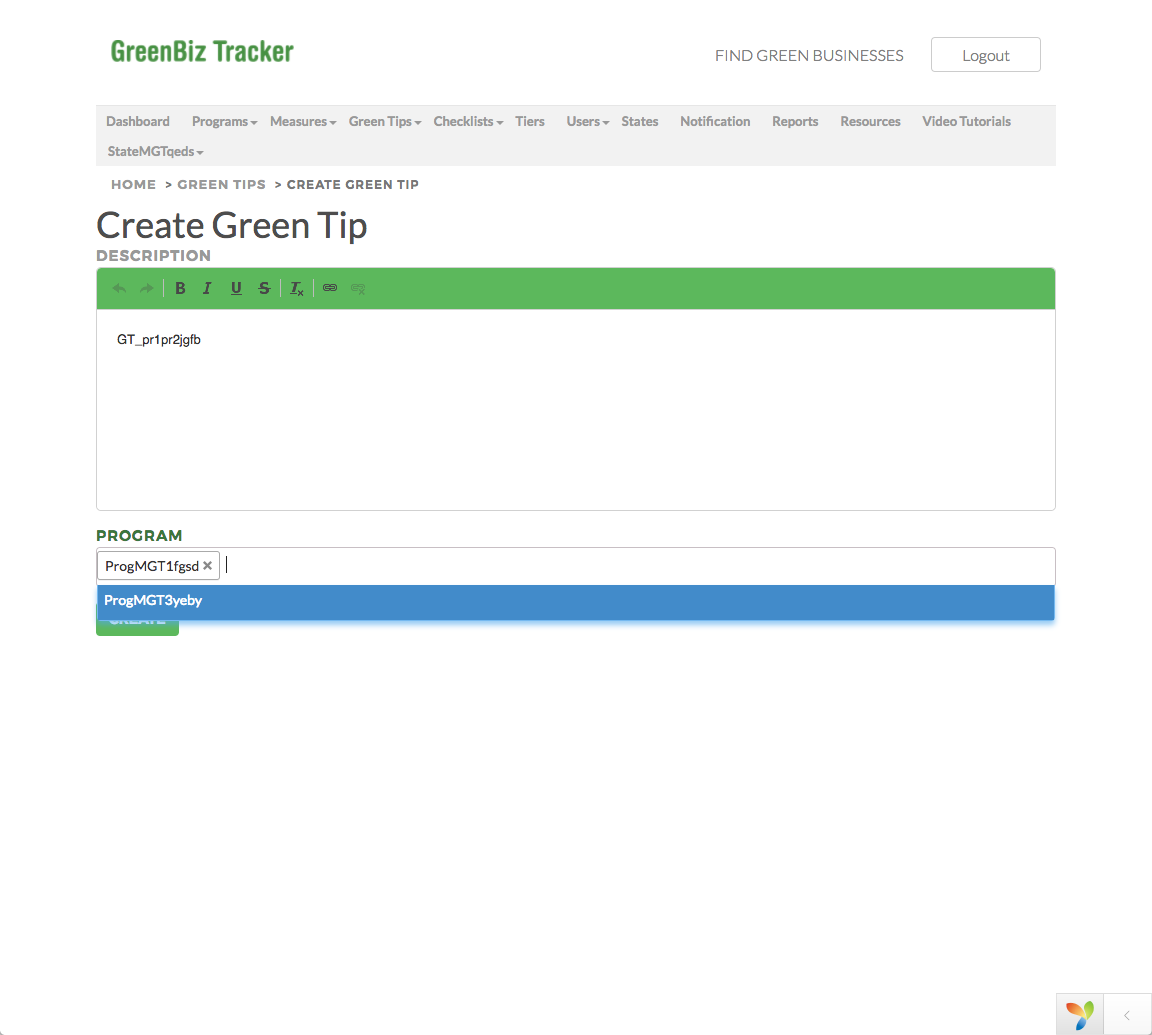 GreenBiz Tracker
FIND GREEN BUSINESSES
Logout
Dashboard Programs Measures Green Tips Checklists Tiers Users States Notification Reports Resources Video Tutorials
StateMGTqeds
HOME > GREEN TIPS > CREATE GREEN TIP
Create Green Tip
DESCRIPTION
B I U S Tx
GT_pr1pr2jgfb
PROGRAM
ProgMGT1fgsd ×
ProgMGT3yeby
CREATE